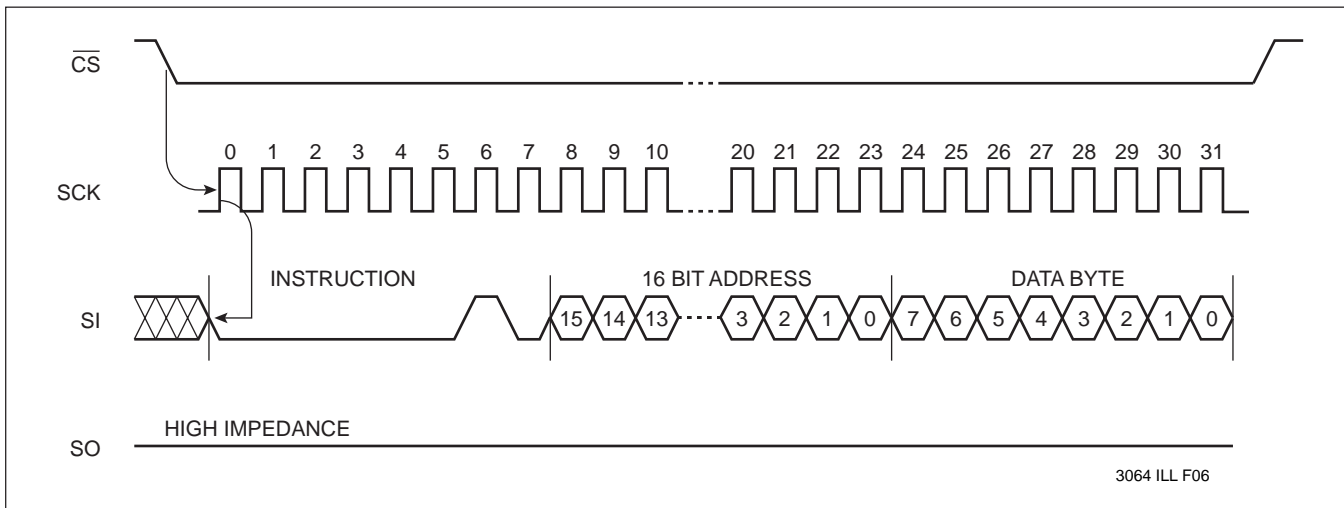 CS
0 1 2 3 4 5 6 7 8 9 10 20 21 22 23 24 25 26 27 28 29 30 31
SCK
INSTRUCTION 16 BIT ADDRESS DATA BYTE
SI 15 14 13 3 2 1 0 7 6 5 4 3 2 1 0
HIGH IMPEDANCE
SO
3064 ILL F06